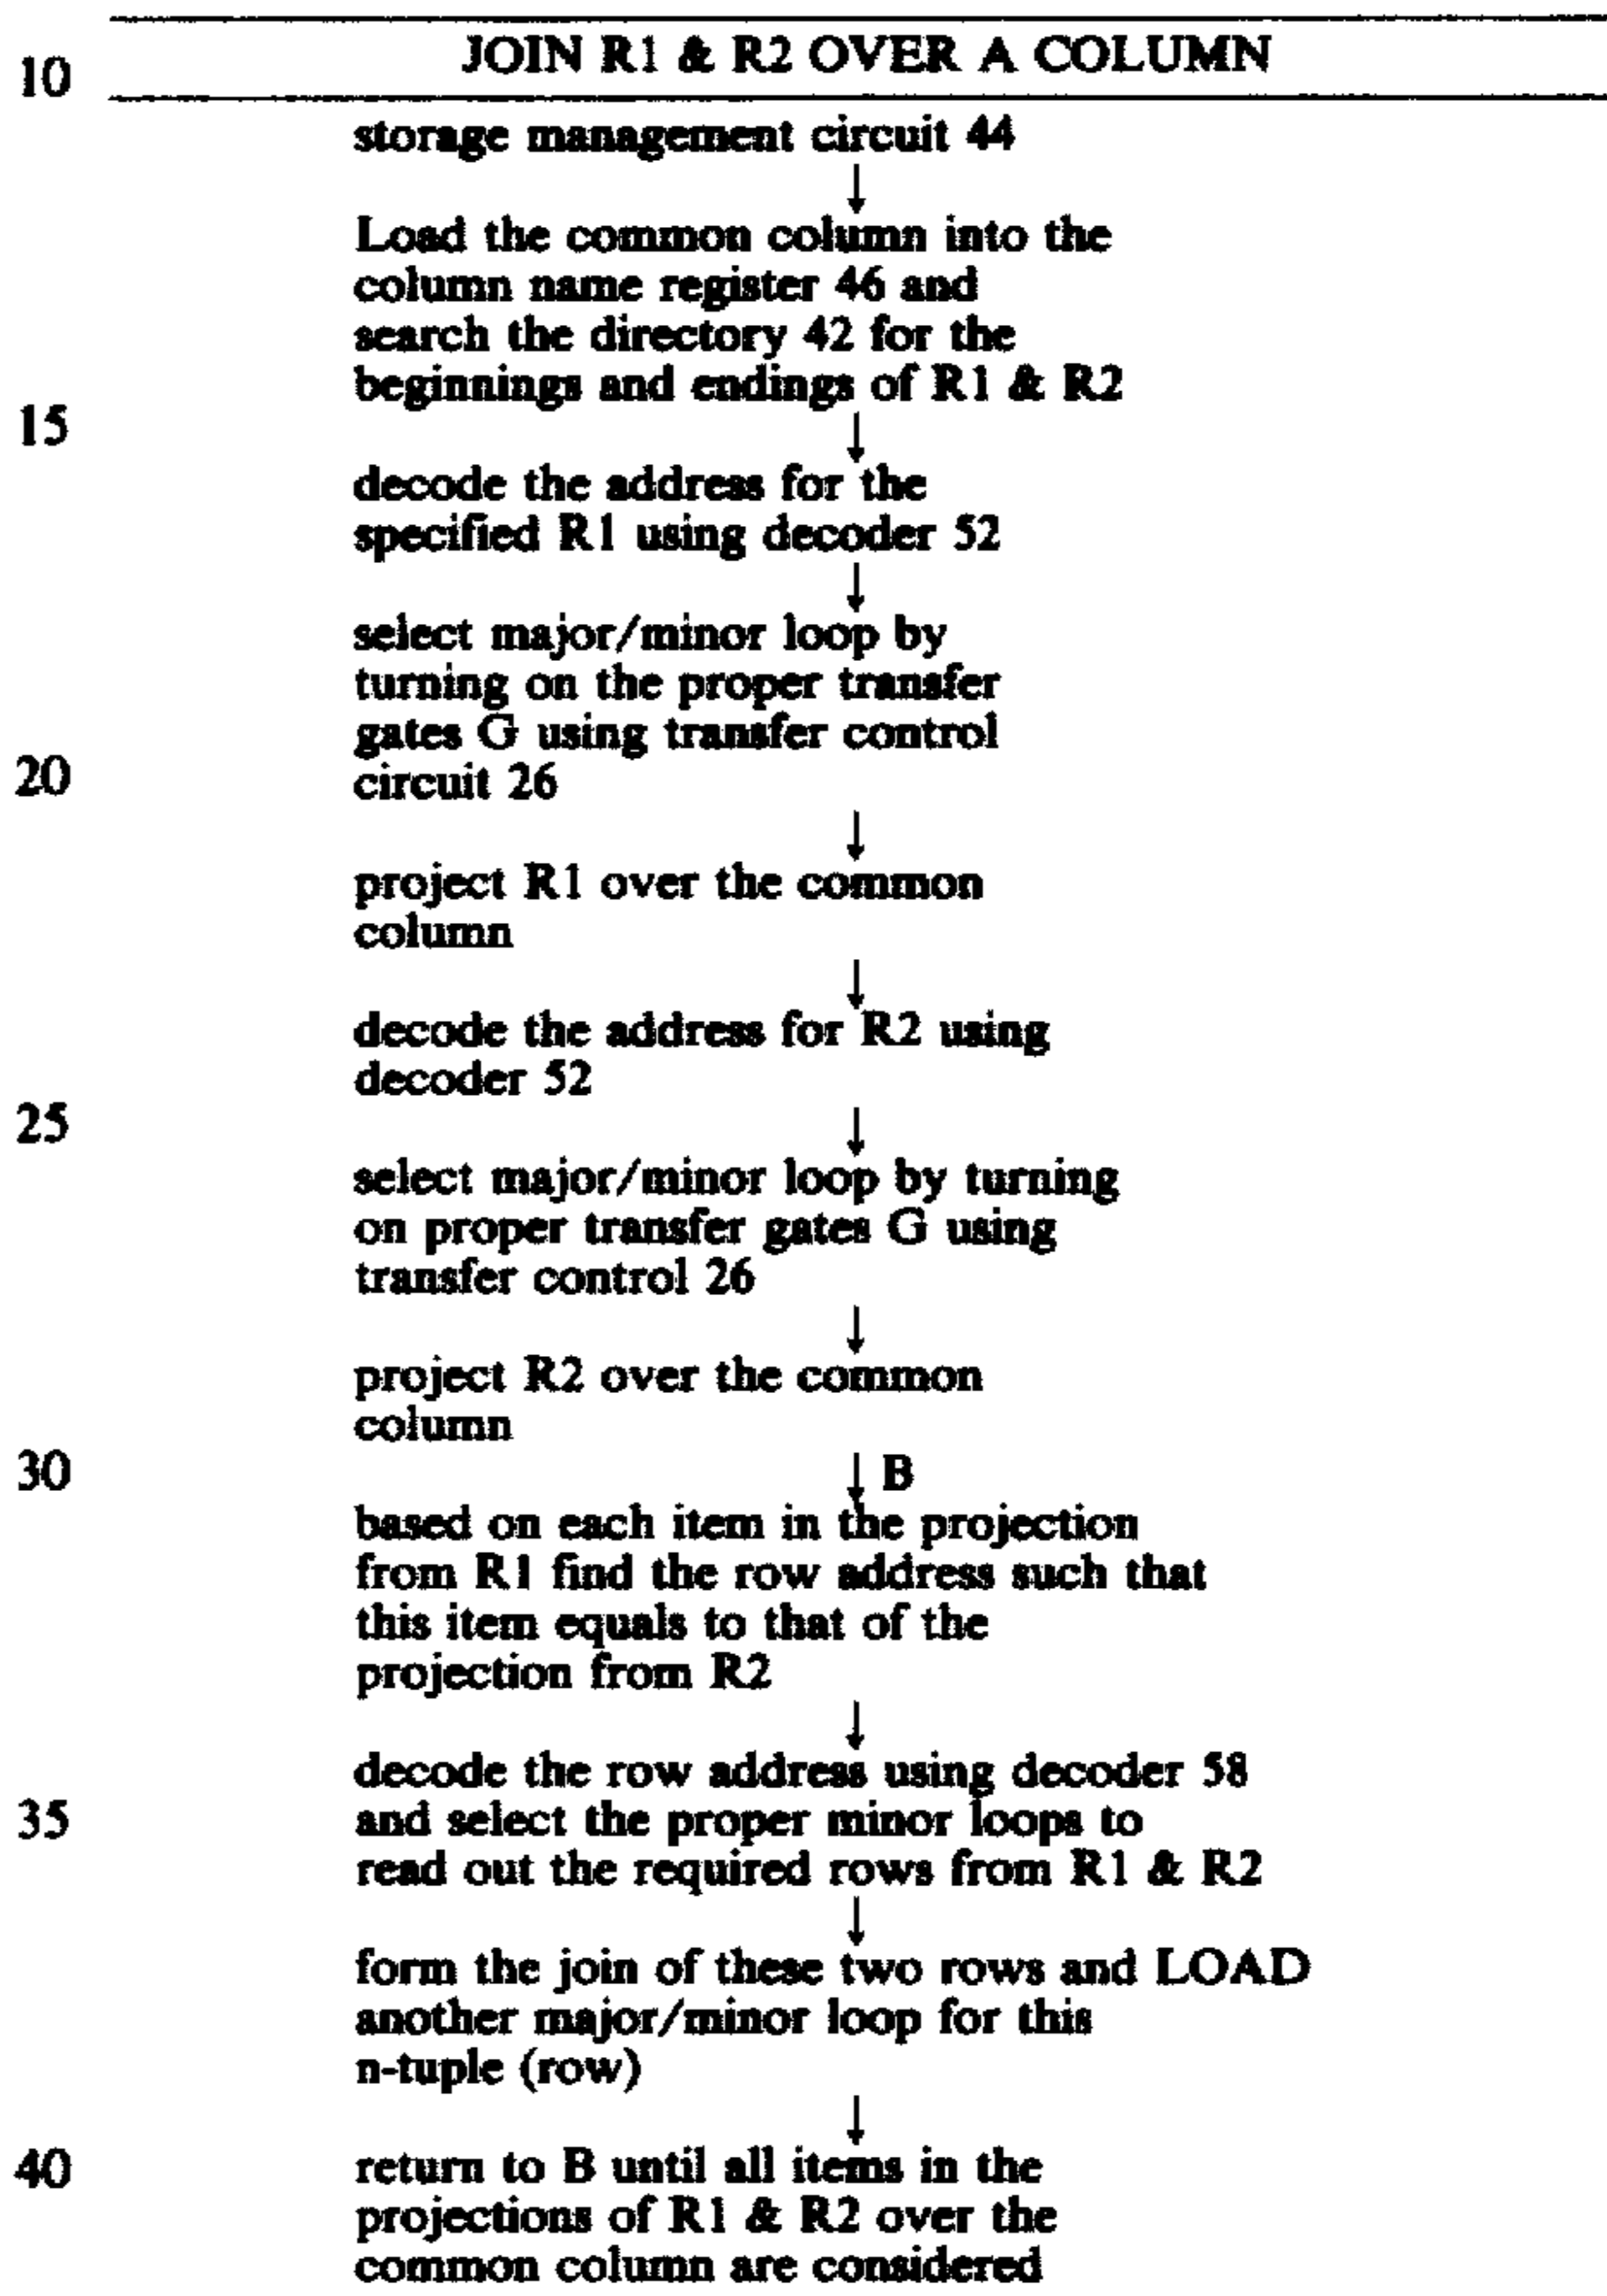 10 JOIN R1 & R2 OVER A COLUMN
storage management circuit 44
↓
Load the common column into the
column name register 46 and
search the directory 42 for the
beginnings and endings of R1 & R2
15
↓
decode the address for the
specified R1 using decoder 52
↓
select major/minor loop by
turning on the proper transfer
gates G using transfer control
20 circuit 26
↓
project R1 over the common
column
↓
decode the address for R2 using
decoder 52
25
↓
select major/minor loop by turning
on proper transfer gates G using
transfer control 26
↓
project R2 over the common
column
30 ↓ B
based on each item in the projection
from R1 find the row address such that
this item equals to that of the
projection from R2
↓
decode the row address using decoder 58
35 and select the proper minor loops to
read out the required rows from R1 & R2
↓
form the join of these two rows and LOAD
another major/minor loop for this
n-tuple (row)
↓
40 return to B until all items in the
projections of R1 & R2 over the
common column are considered